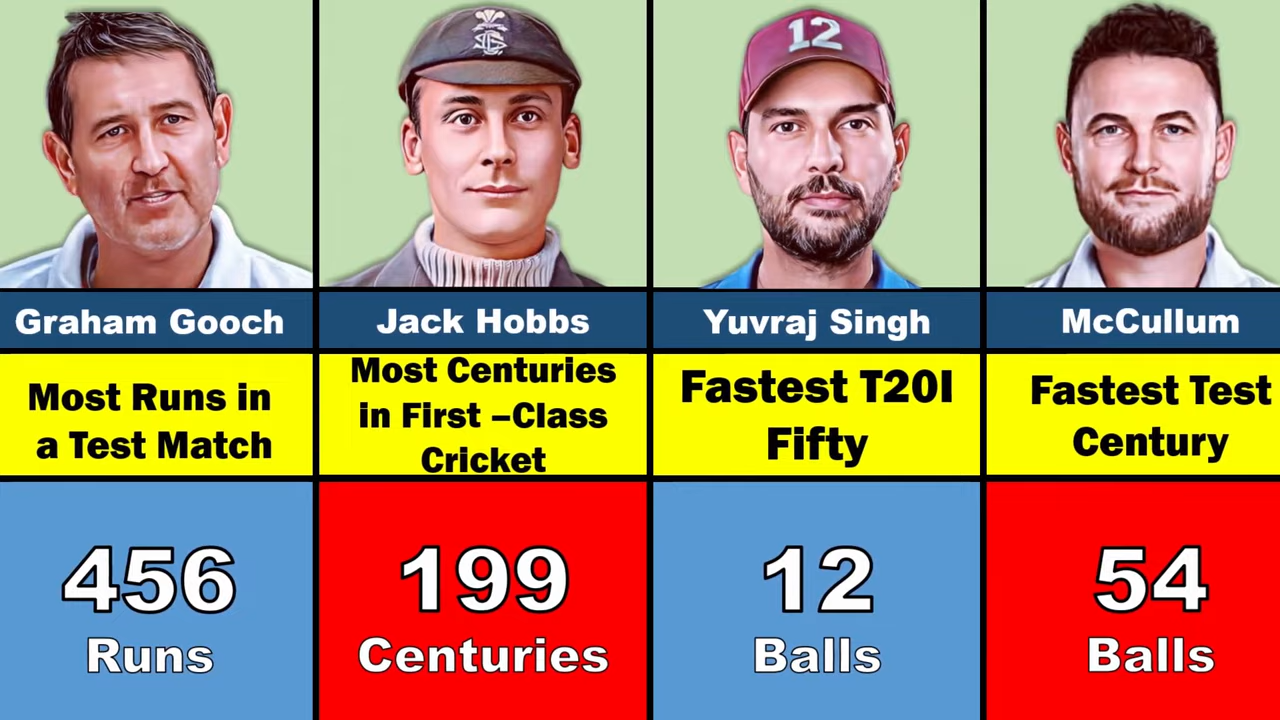 12
Graham Gooch
Jack Hobbs
Yuvraj Singh
McCullum
Most Runs in
a Test Match
Most Centuries
in First –Class
Cricket
Fastest T20I
Fifty
Fastest Test
Century
456
Runs
199
Centuries
12
Balls
54
Balls